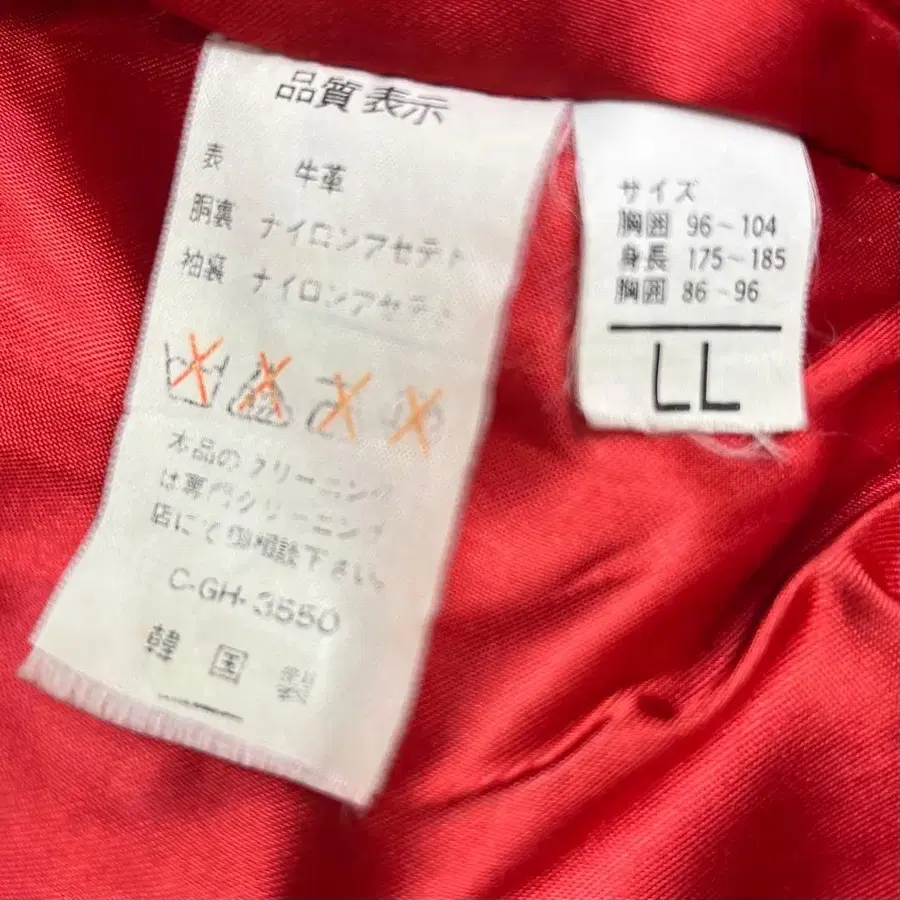 品質表示
表 牛革
胴裏 ナイロンアセテート
袖裏 ナイロンアセテート
本品のクリーニング
は専門クリーニング
店にて御相談下さい。
C-GH-3550
韓国製
サイズ
胸囲 96~104
身長 175~185
胸囲 86~96
LL